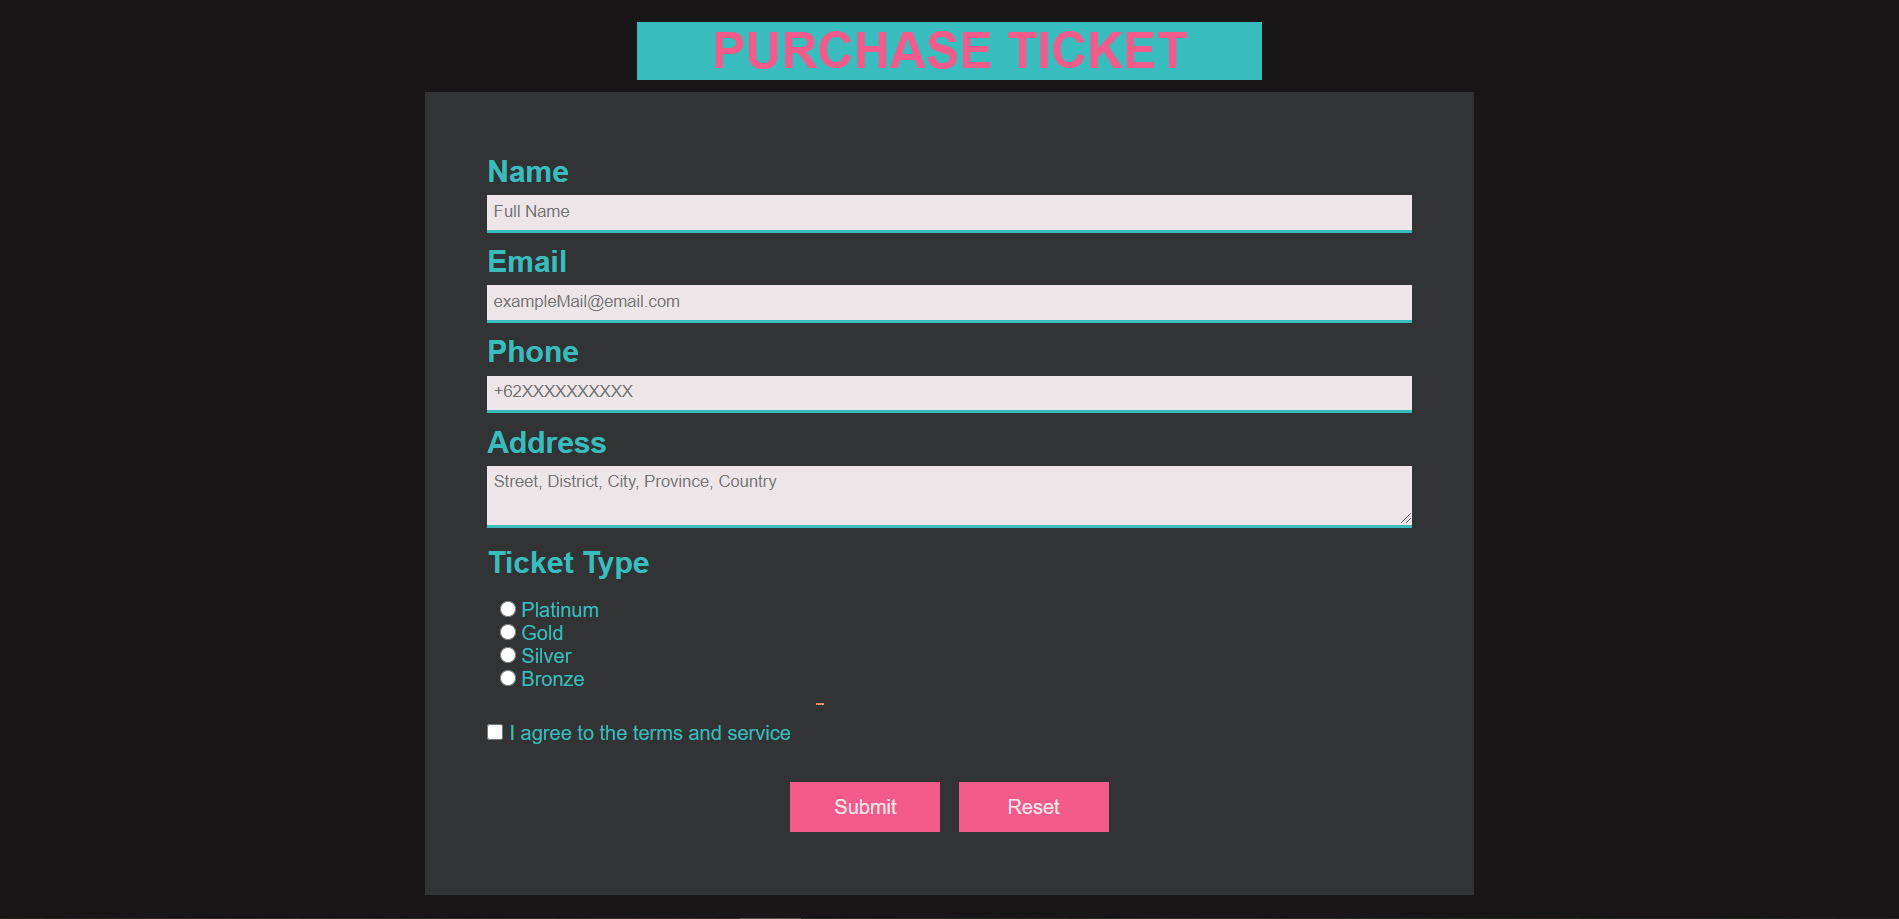 PURCHASE TICKET
Name
Full Name
Email
exampleMail@email.com
Phone
+62XXXXXXXXXX
Address
Street, District, City, Province, Country
Ticket Type
Platinum
Gold
Silver
Bronze
I agree to the terms and service
Submit Reset